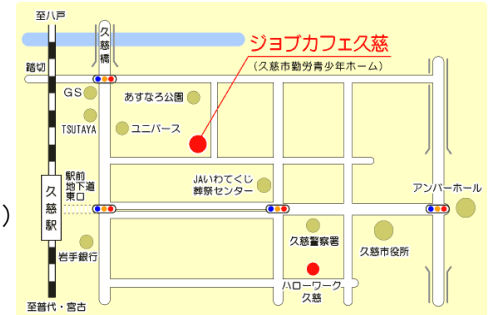 至八戸
久慈橋
ジョブカフェ久慈
(久慈市勤労青少年ホーム)
踏切
GS
あすなろ公園
TSUTAYA
ユニバース
駅前
地下道
東口
JAいわてくじ
葬祭センター
アンバーホール
)
久慈駅
岩手銀行
久慈警察署
久慈市役所
ハローワーク
久慈
至普代・宮古